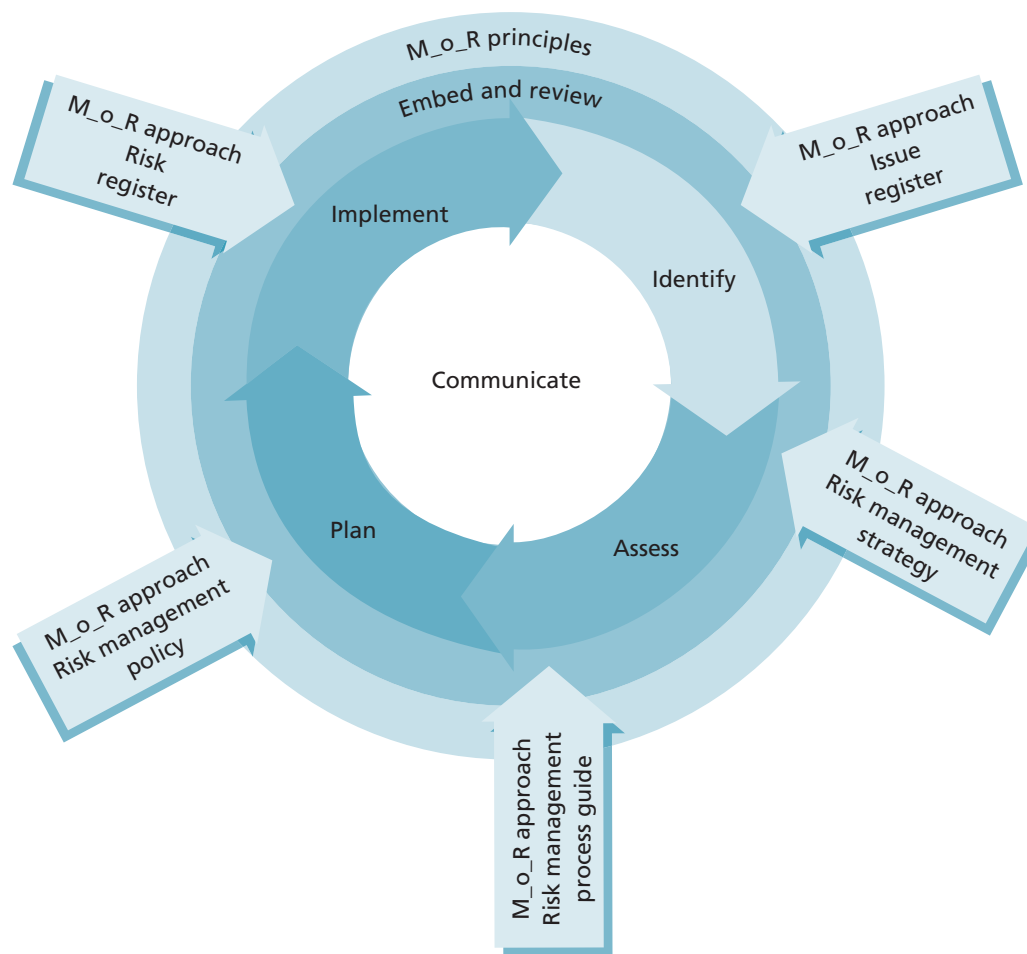 M_o_R principles
Embed and review
M_o_R approach
Risk
register
M_o_R approach
Issue
register
Implement
Identify
Communicate
Plan
Assess
M_o_R approach
Risk management
strategy
M_o_R approach
Risk management
policy
M_o_R approach
Risk management
process guide